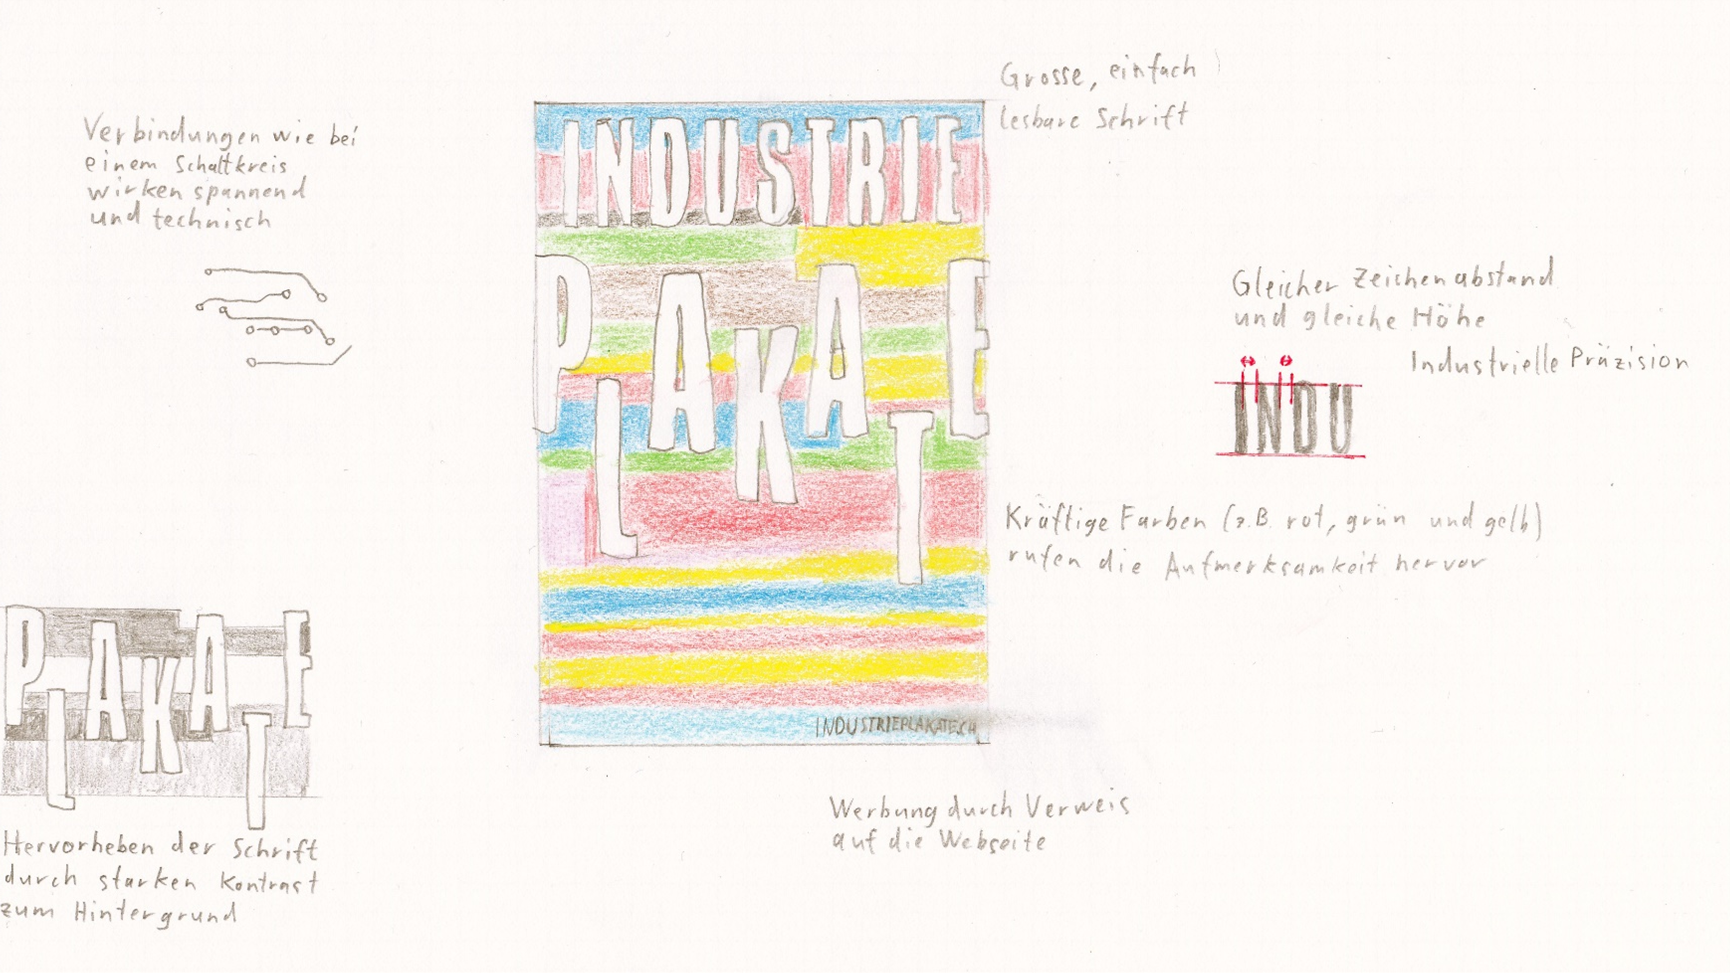 Grosse, einfach
lesbare Schrift
Verbindungen wie bei
einem Schaltkreis
wirken spannend
und technisch
INDUSTRIE
PLAKATE
Gleicher Zeichenabstand
und gleiche Höhe
Industrielle Präzision
INDU
Kräftige Farben (z.B. rot, grün und gelb)
rufen die Aufmerksamkeit hervor
PLAKATE
INDUSTRIEPLAKATE.CH
Werbung durch Verweis
auf die Webseite
Hervorheben der Schrift
durch starken Kontrast
zum Hintergrund